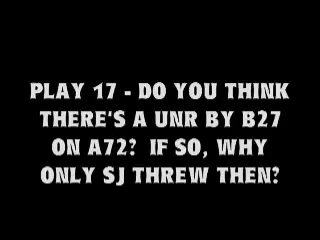 PLAY 17 - DO YOU THINK
THERE'S A UNR BY B27
ON A72?  IF SO, WHY
ONLY SJ THREW THEN?